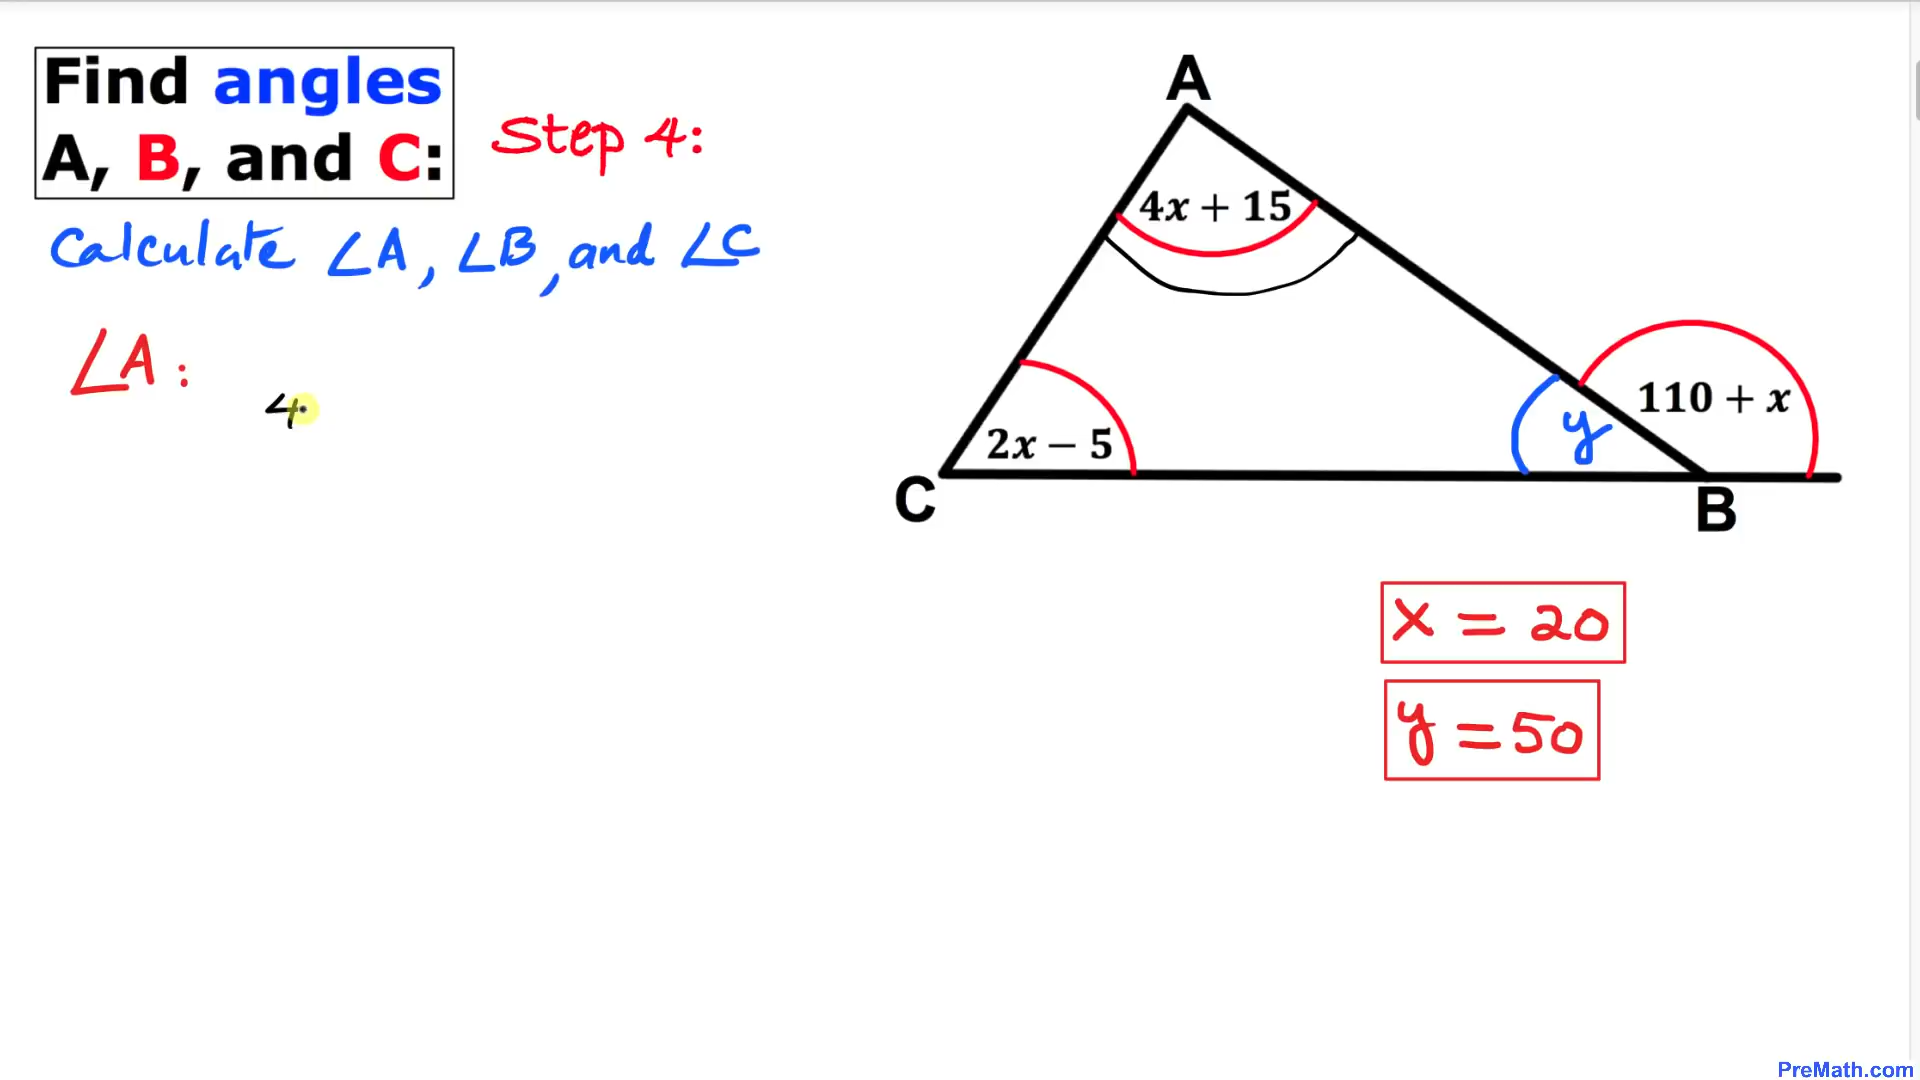 Find angles
A, B, and C:
Step 4:
Calculate ∠A, ∠B, and ∠C
∠A:
4
A
4x + 15
110 + x
y
2x − 5
C
B
x = 20
y = 50
PreMath.com